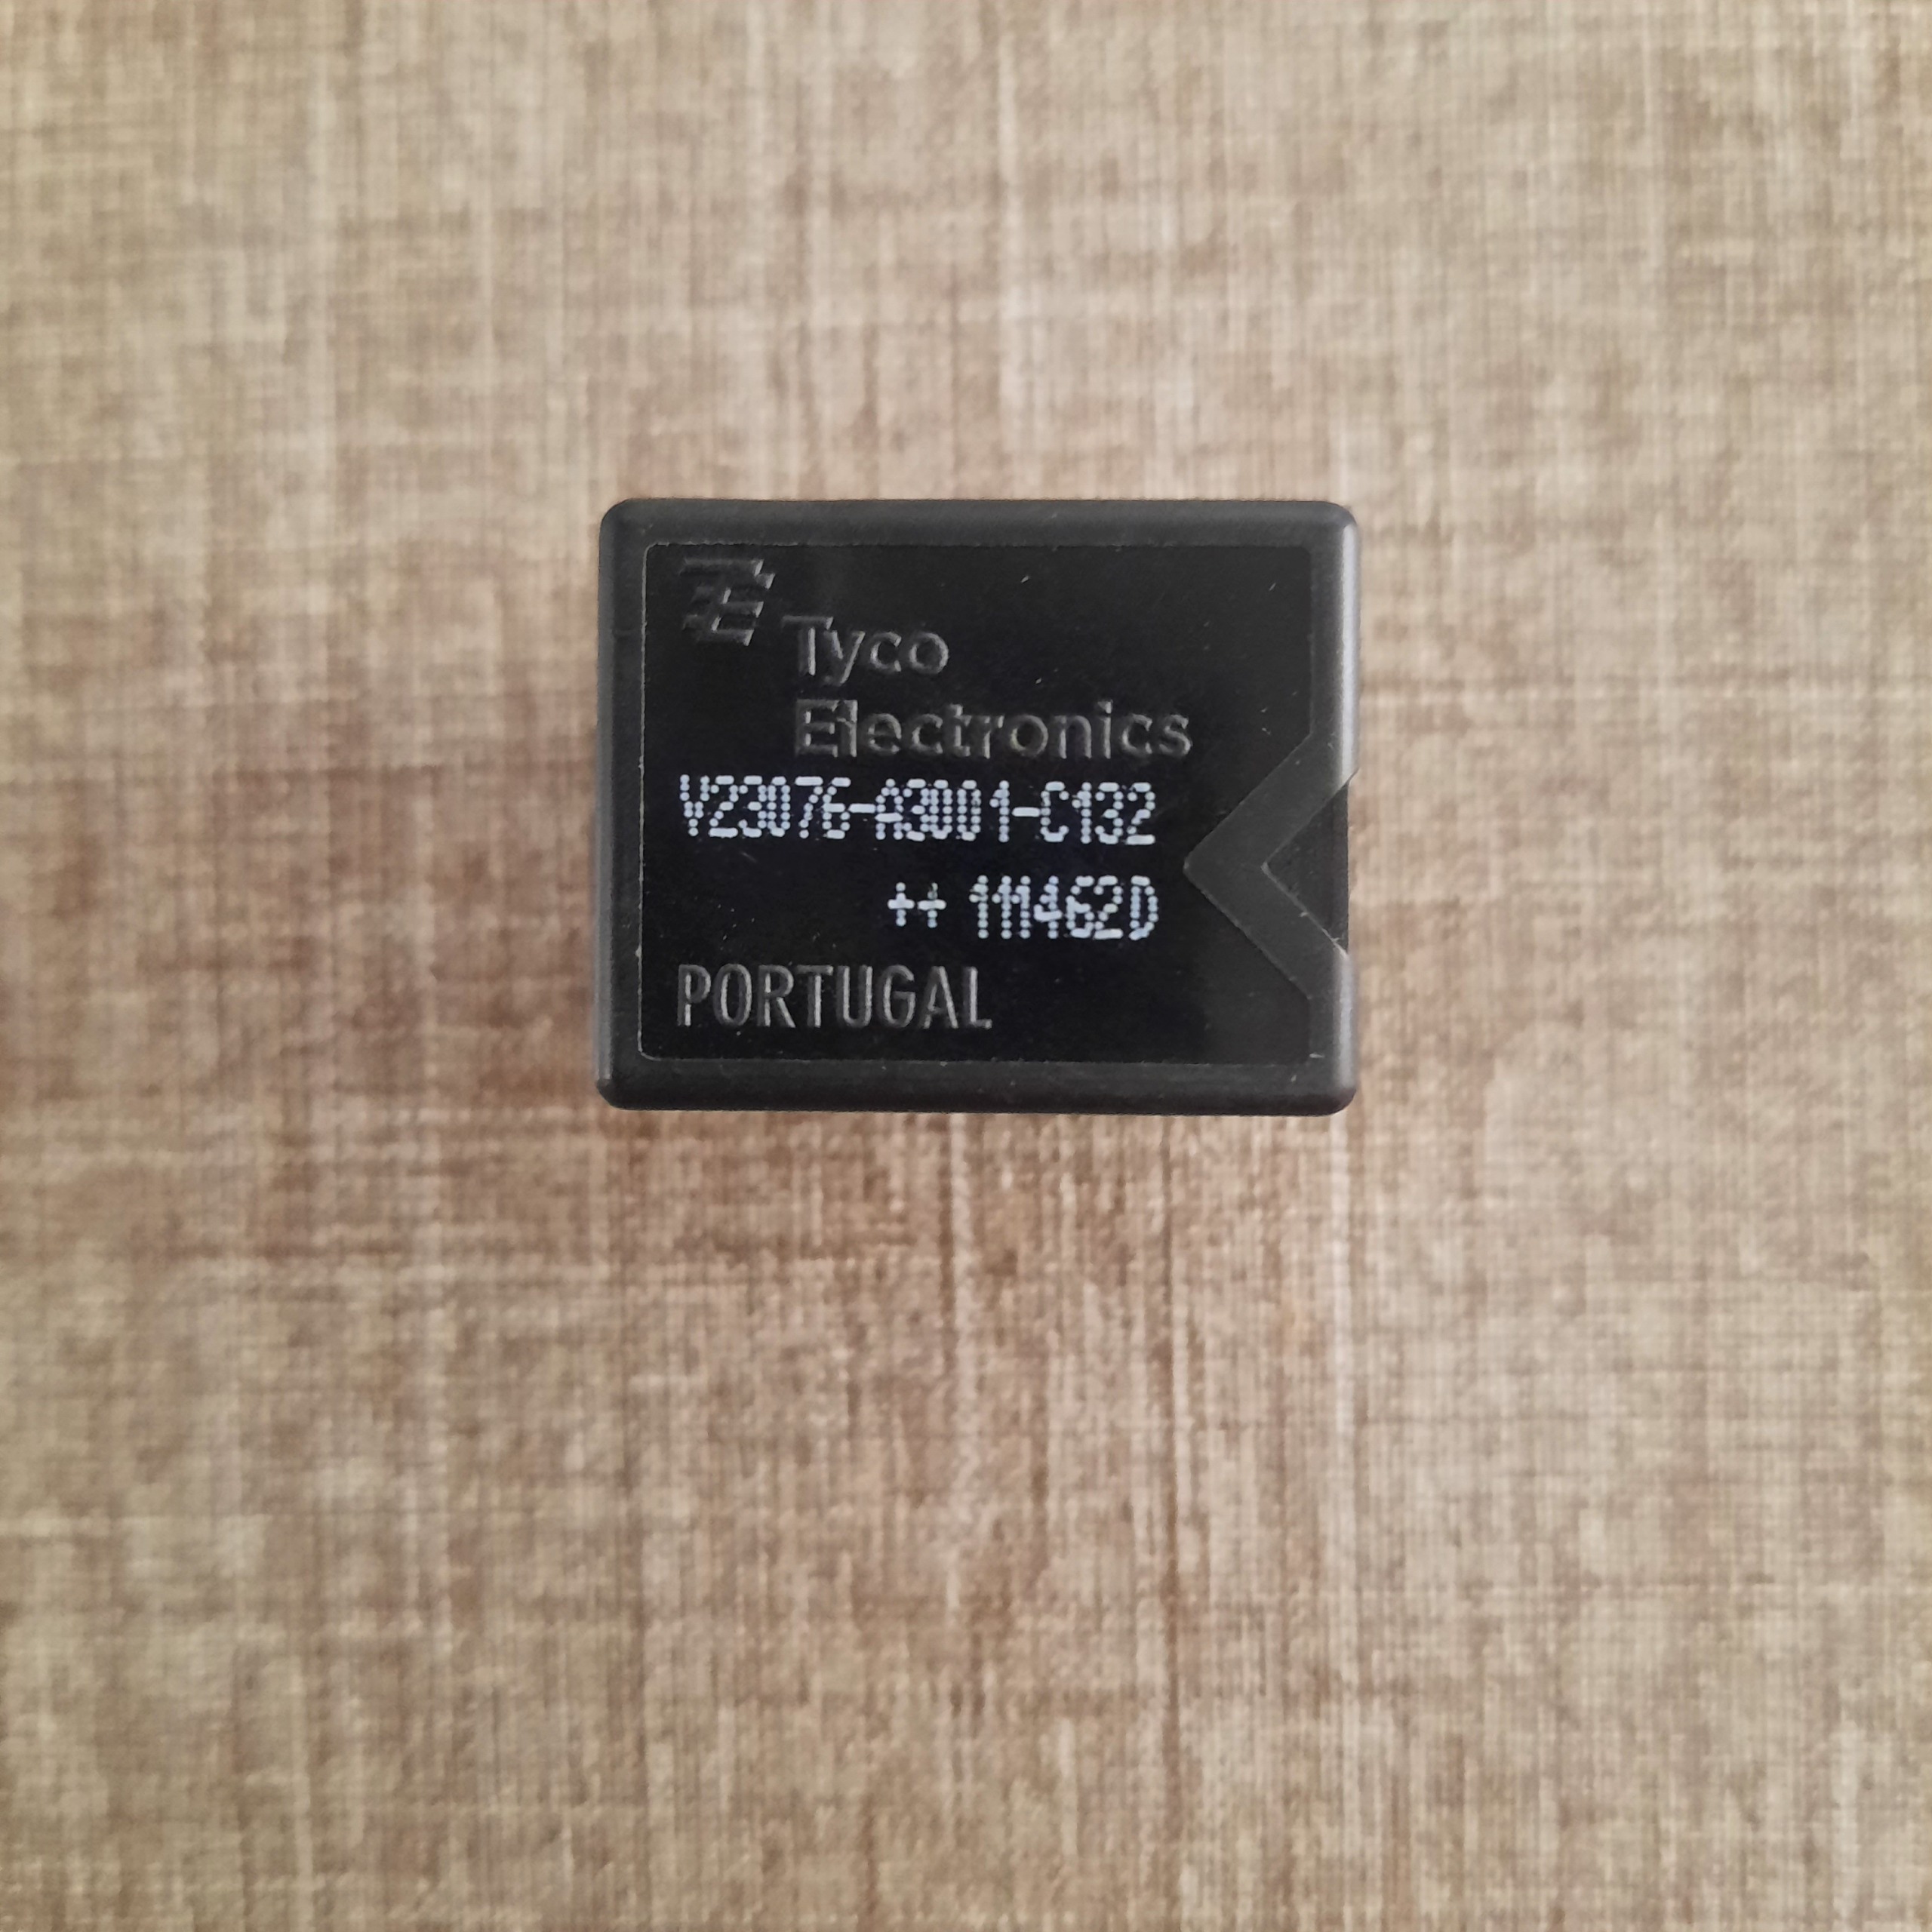 Tyco
Electronics
V23076-A3001-C132
++ 111462D
PORTUGAL